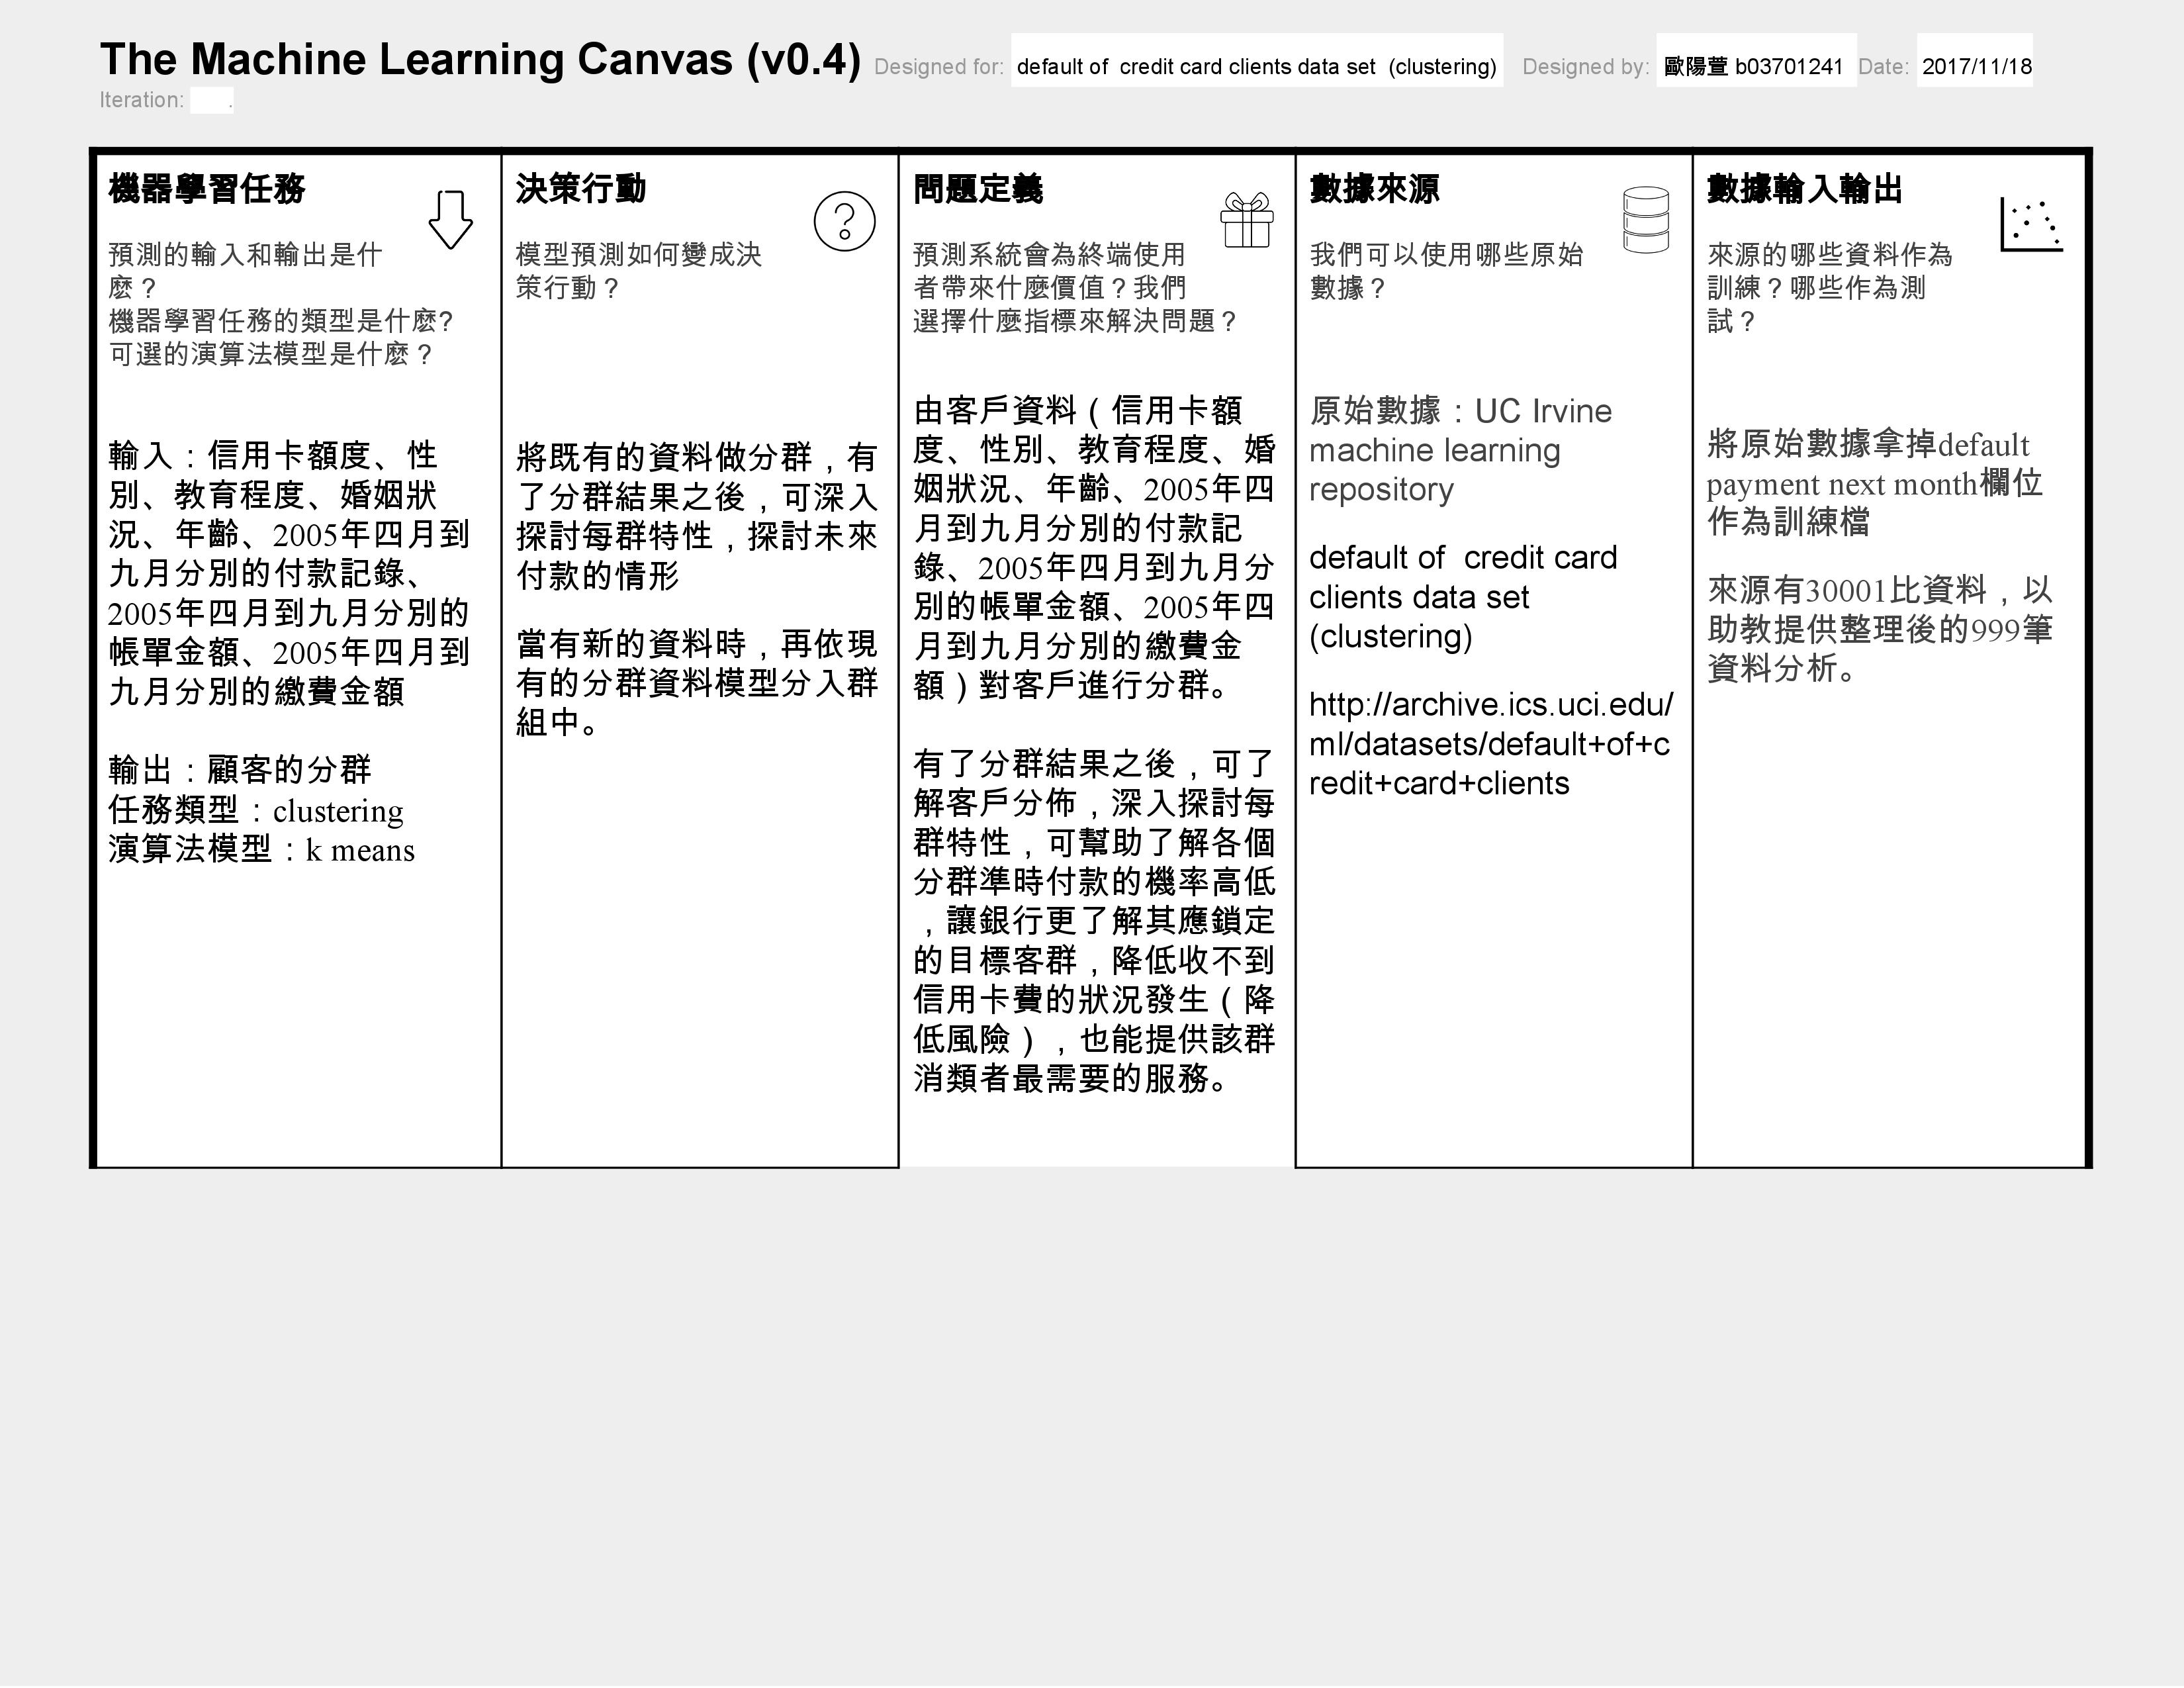 The Machine Learning Canvas (v0.4) Designed for: default of  credit card clients data set  (clustering) Designed by: 歐陽萱 b03701241 Date: 2017/11/18
Iteration: .
機器學習任務
預測的輸入和輸出是什
麽？
機器學習任務的類型是什麽?
可選的演算法模型是什麽？
輸入：信用卡額度、性
別、教育程度、婚姻狀
況、年齡、2005年四月到
九月分別的付款記錄、
2005年四月到九月分別的
帳單金額、2005年四月到
九月分別的繳費金額
輸出：顧客的分群
任務類型：clustering
演算法模型：k means
決策行動
模型預測如何變成決
策行動？
將既有的資料做分群，有
了分群結果之後，可深入
探討每群特性，探討未來
付款的情形
當有新的資料時，再依現
有的分群資料模型分入群
組中。
問題定義
預測系統會為終端使用
者帶來什麼價值？我們
選擇什麼指標來解決問題？
由客戶資料（信用卡額
度、性別、教育程度、婚
姻狀況、年齡、2005年四
月到九月分別的付款記
錄、2005年四月到九月分
別的帳單金額、2005年四
月到九月分別的繳費金
額）對客戶進行分群。
有了分群結果之後，可了
解客戶分佈，深入探討每
群特性，可幫助了解各個
分群準時付款的機率高低
，讓銀行更了解其應鎖定
的目標客群，降低收不到
信用卡費的狀況發生（降
低風險），也能提供該群
消類者最需要的服務。
數據來源
我們可以使用哪些原始
數據？
原始數據：UC Irvine
machine learning
repository
default of  credit card
clients data set
(clustering)
http://archive.ics.uci.edu/
ml/datasets/default+of+c
redit+card+clients
數據輸入輸出
來源的哪些資料作為
訓練？哪些作為測
試？
將原始數據拿掉default
payment next month欄位
作為訓練檔
來源有30001比資料，以
助教提供整理後的999筆
資料分析。